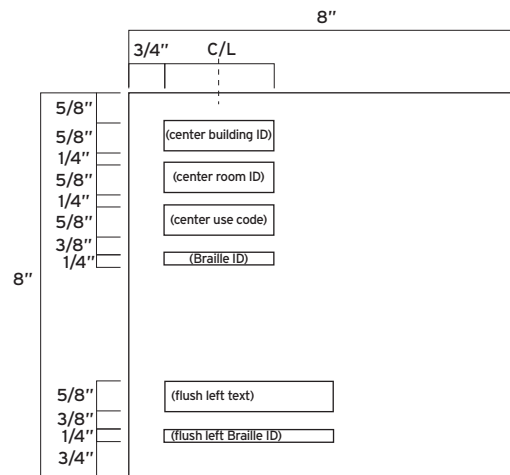 8”
3/4” C/L
5/8”
5/8” (center building ID)
1/4”
5/8” (center room ID)
1/4”
5/8” (center use code)
3/8”
1/4” (Braille ID)
8”
5/8” (flush left text)
3/8”
1/4” (flush left Braille ID)
3/4”